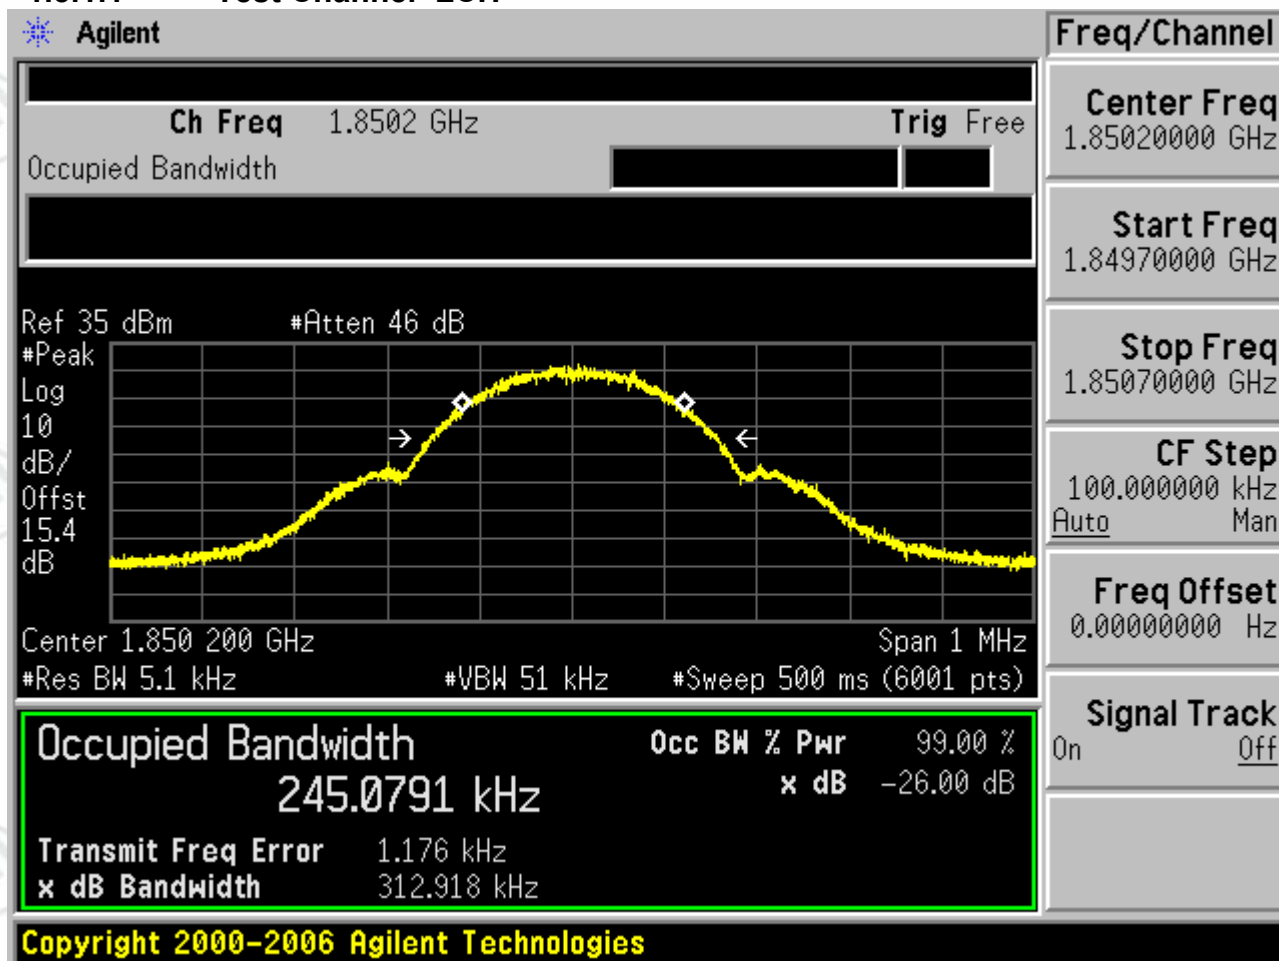 Agilent
Freq/Channel
Ch Freq 1.8502 GHz Trig Free
Occupied Bandwidth
Center Freq
1.85020000 GHz
Start Freq
1.84970000 GHz
Stop Freq
1.85070000 GHz
CF Step
100.000000 kHz
Auto Man
Freq Offset
0.00000000 Hz
Signal Track
On Off
Ref 35 dBm #Atten 46 dB
#Peak
Log
10
dB/
Offst
15.4
dB
Center 1.850 200 GHz Span 1 MHz
#Res BW 5.1 kHz #VBW 51 kHz #Sweep 500 ms (6001 pts)
Occupied Bandwidth Occ BW % Pwr 99.00 %
245.0791 kHz x dB -26.00 dB
Transmit Freq Error 1.176 kHz
x dB Bandwidth 312.918 kHz
Copyright 2000-2006 Agilent Technologies